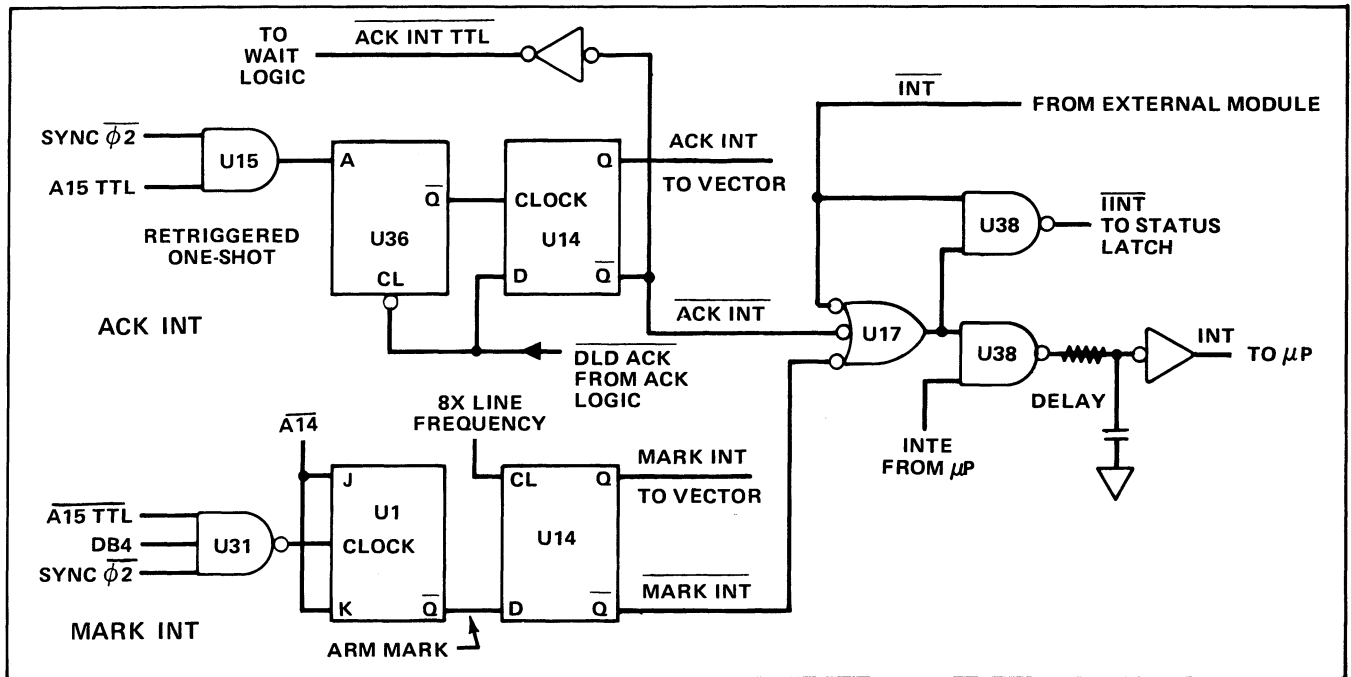 TO
WAIT
LOGIC
ACK INT TTL
INT
FROM EXTERNAL MODULE
SYNC ϕ2
A15 TTL
U15
A
Q
U36
CL
RETRIGGERED
ONE-SHOT
Q
CLOCK
U14
D
Q
ACK INT
TO VECTOR
U38
IINT
TO STATUS
LATCH
ACK INT
ACK INT
DLD ACK
FROM ACK
LOGIC
U17
U38
INT
TO μP
DELAY
INTE
FROM μP
8X LINE
FREQUENCY
A14
J
U1
CLOCK
K
Q
A15 TTL
DB4
SYNC ϕ2
U31
CL
Q
U14
D
Q
MARK INT
TO VECTOR
MARK INT
MARK INT
ARM MARK